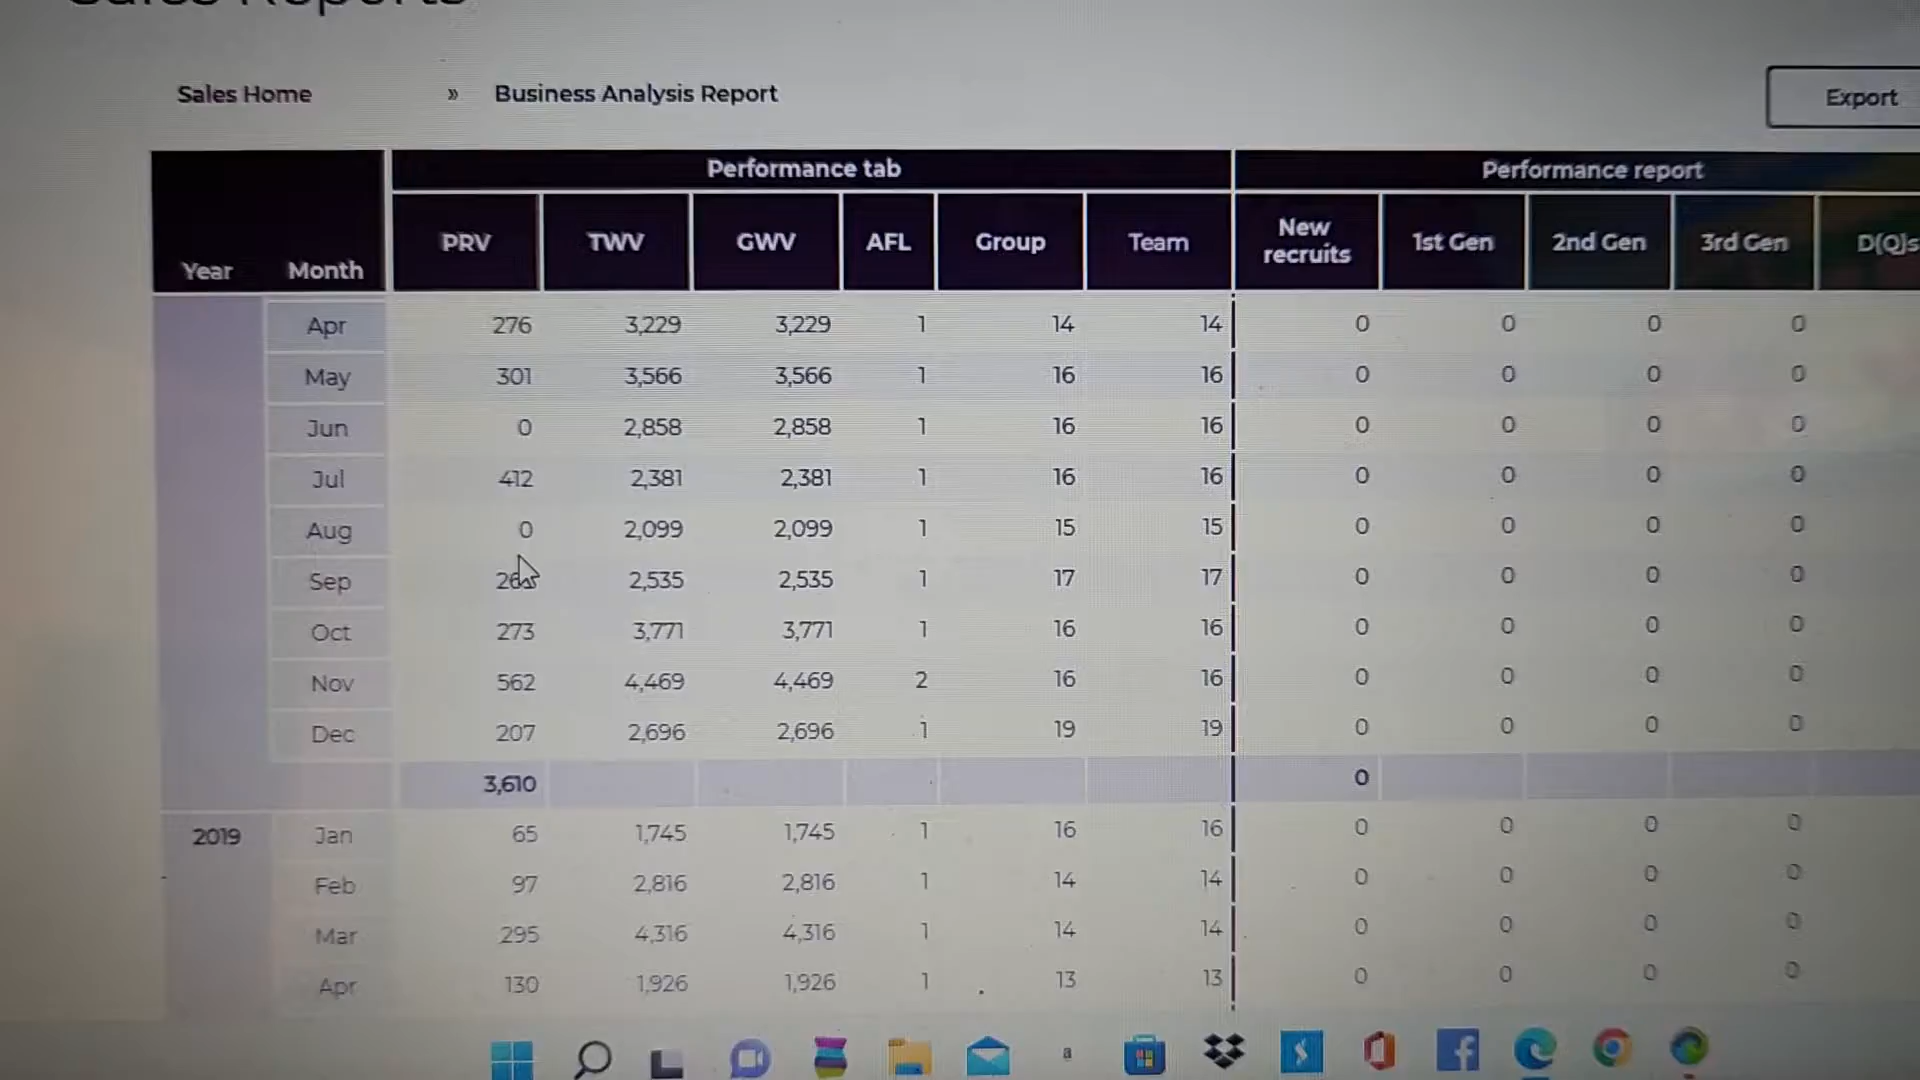 Sales Reports
Sales Home » Business Analysis Report Export
Performance tab Performance report
Year Month PRV TWV GWV AFL Group Team New recruits 1st Gen 2nd Gen 3rd Gen D(Q)s
Apr 276 3,229 3,229 1 14 14 0 0 0 0
May 301 3,566 3,566 1 16 16 0 0 0 0
Jun 0 2,858 2,858 1 16 16 0 0 0 0
Jul 412 2,381 2,381 1 16 16 0 0 0 0
Aug 0 2,099 2,099 1 15 15 0 0 0 0
Sep 2,535 2,535 1 17 17 0 0 0 0
Oct 273 3,771 3,771 1 16 16 0 0 0 0
Nov 562 4,469 4,469 2 16 16 0 0 0 0
Dec 207 2,696 2,696 1 19 19 0 0 0 0
3,610 0
2019 Jan 65 1,745 1,745 1 16 16 0 0 0 0
Feb 97 2,816 2,816 1 14 14 0 0 0 0
Mar 295 4,316 4,316 1 14 14 0 0 0 0
Apr 130 1,926 1,926 1 13 13 0 0 0 0